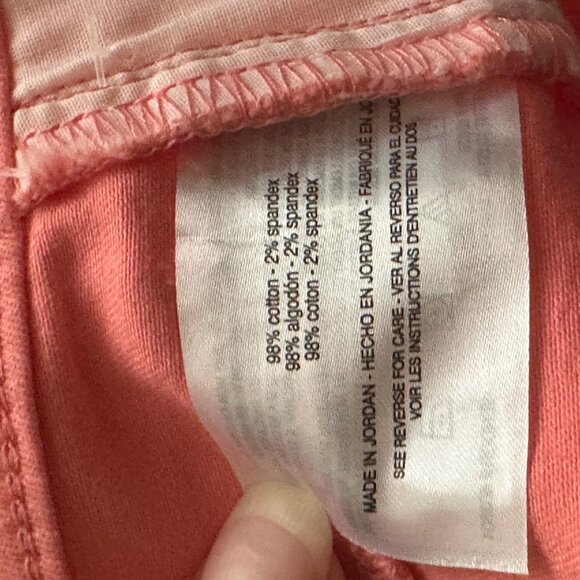 98% cotton - 2% spandex
98% algodón - 2% spandex
98% coton - 2% spandex
MADE IN JORDAN - HECHO EN JORDANIA - FABRIQUÉ EN
SEE REVERSE FOR CARE - VER AL REVERSO PARA EL
VOIR LES INSTRUCTIONS D'ENTRETIEN AU DOS